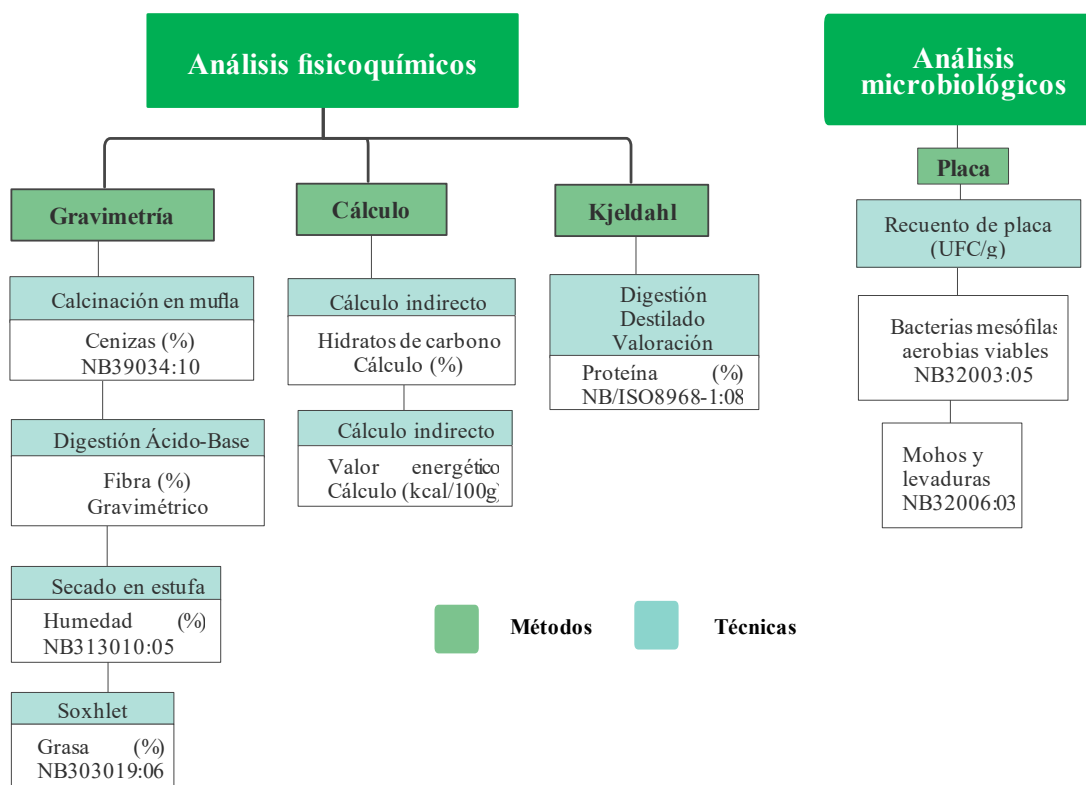 Análisis fisicoquímicos
Gravimetría
Calcinación en mufla
Cenizas (%)
NB39034:10
Digestión Ácido-Base
Fibra (%)
Gravimétrico
Secado en estufa
Humedad (%)
NB313010:05
Soxhlet
Grasa (%)
NB303019:06
Cálculo
Cálculo indirecto
Hidratos de carbono
Cálculo (%)
Cálculo indirecto
Valor energético
Cálculo (kcal/100g)
Kjeldahl
Digestión
Destilado
Valoración
Proteína (%)
NB/ISO8968-1:08
Análisis
microbiológicos
Placa
Recuento de placa
(UFC/g)
Bacterias mesófilas
aerobias viables
NB32003:05
Mohos y
levaduras
NB32006:03
Métodos
Técnicas